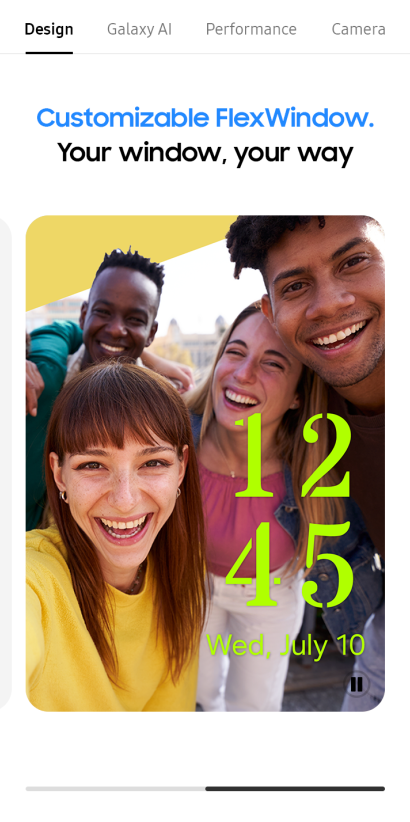 Design Galaxy AI Performance Camera
Customizable FlexWindow.
Your window, your way
12
45
Wed, July 10